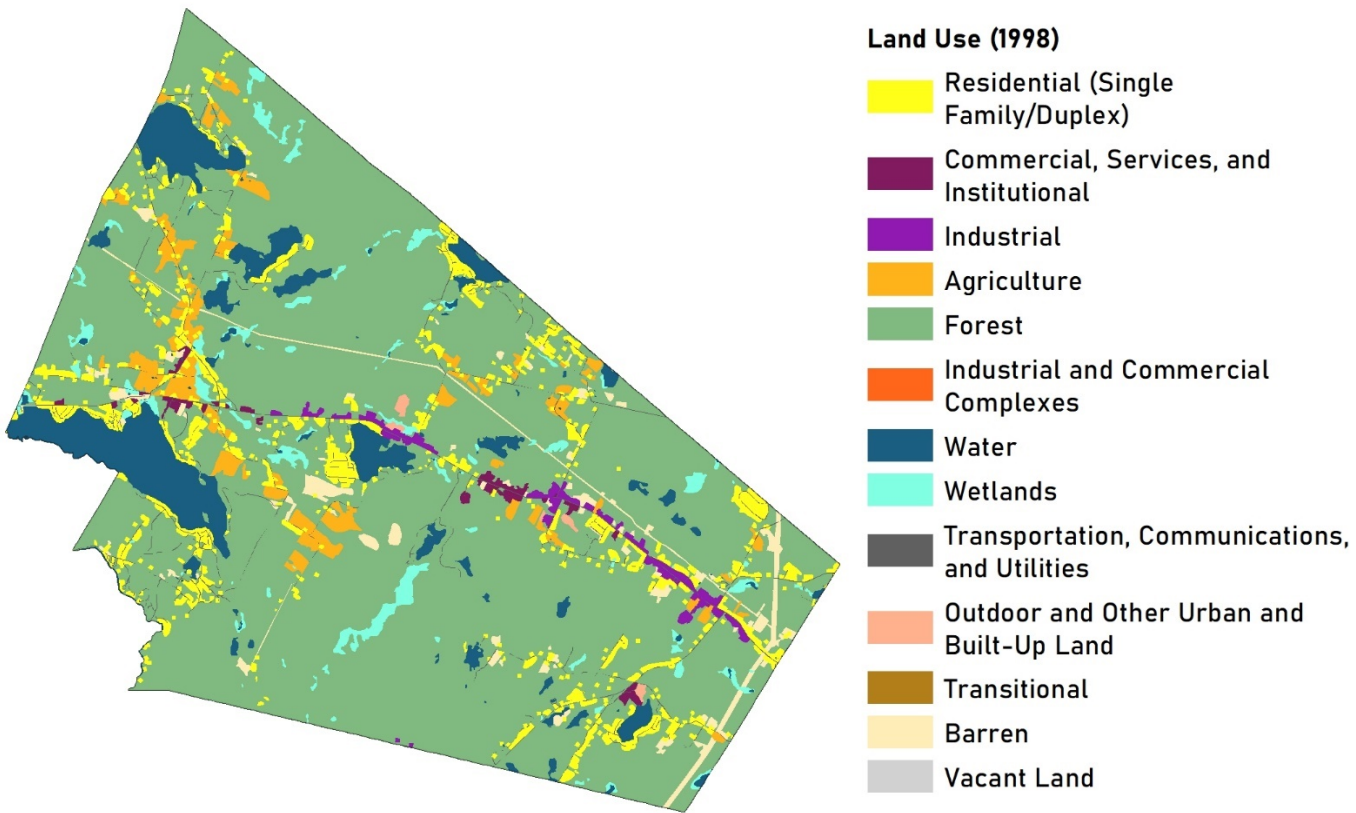 Land Use (1998)
Residential (Single
Family/Duplex)
Commercial, Services, and
Institutional
Industrial
Agriculture
Forest
Industrial and Commercial
Complexes
Water
Wetlands
Transportation, Communications,
and Utilities
Outdoor and Other Urban and
Built-Up Land
Transitional
Barren
Vacant Land